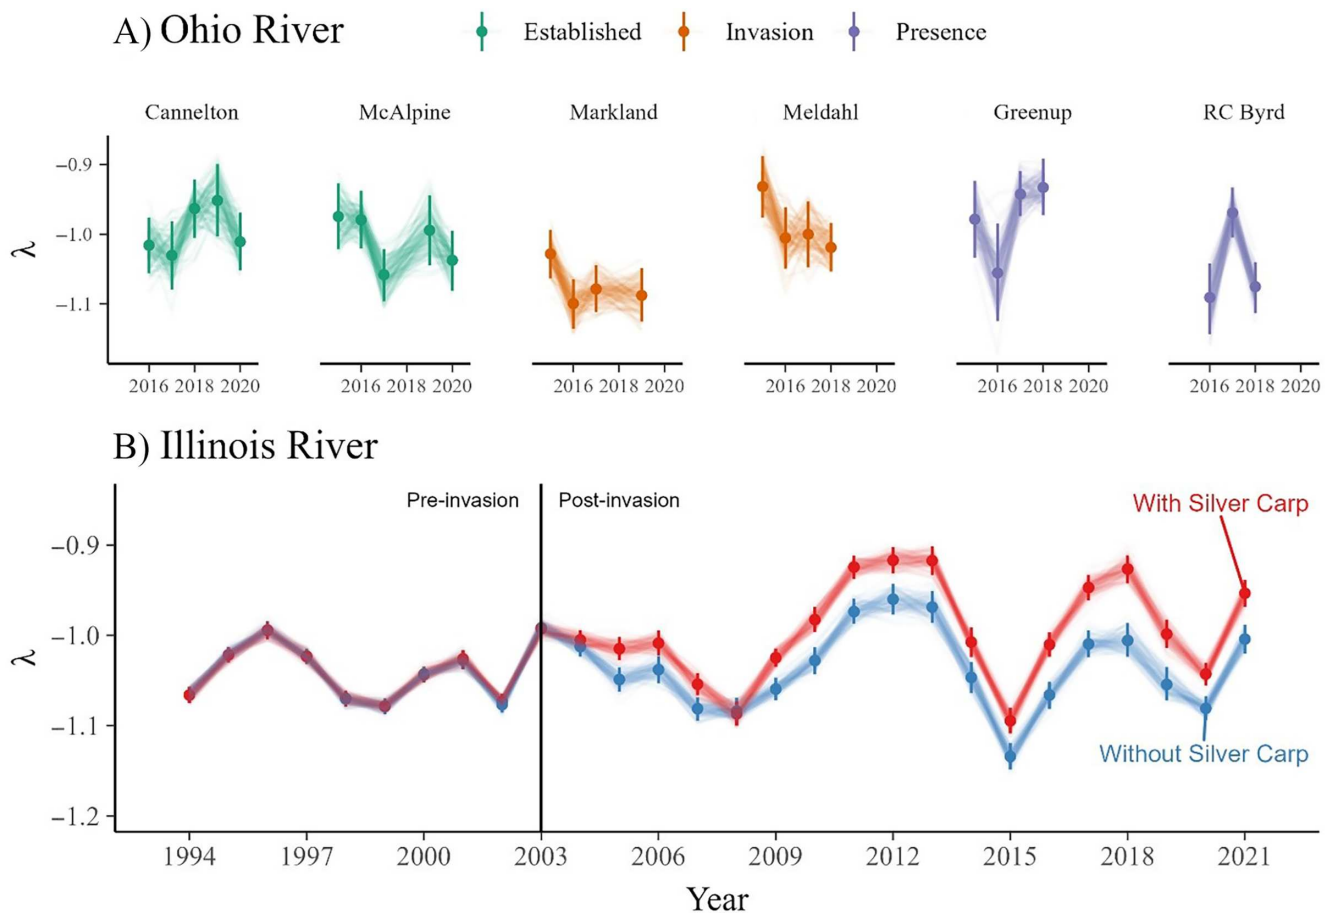 A) Ohio River
Established Invasion Presence
Cannelton McAlpine Markland Meldahl Greenup RC Byrd
−0.9
−1.0
−1.1
λ
2016 2018 2020 2016 2018 2020 2016 2018 2020 2016 2018 2020 2016 2018 2020 2016 2018 2020
B) Illinois River
Pre-invasion Post-invasion
With Silver Carp
−0.9
−1.0
−1.1
−1.2
λ
Without Silver Carp
1994 1997 2000 2003 2006 2009 2012 2015 2018 2021
Year